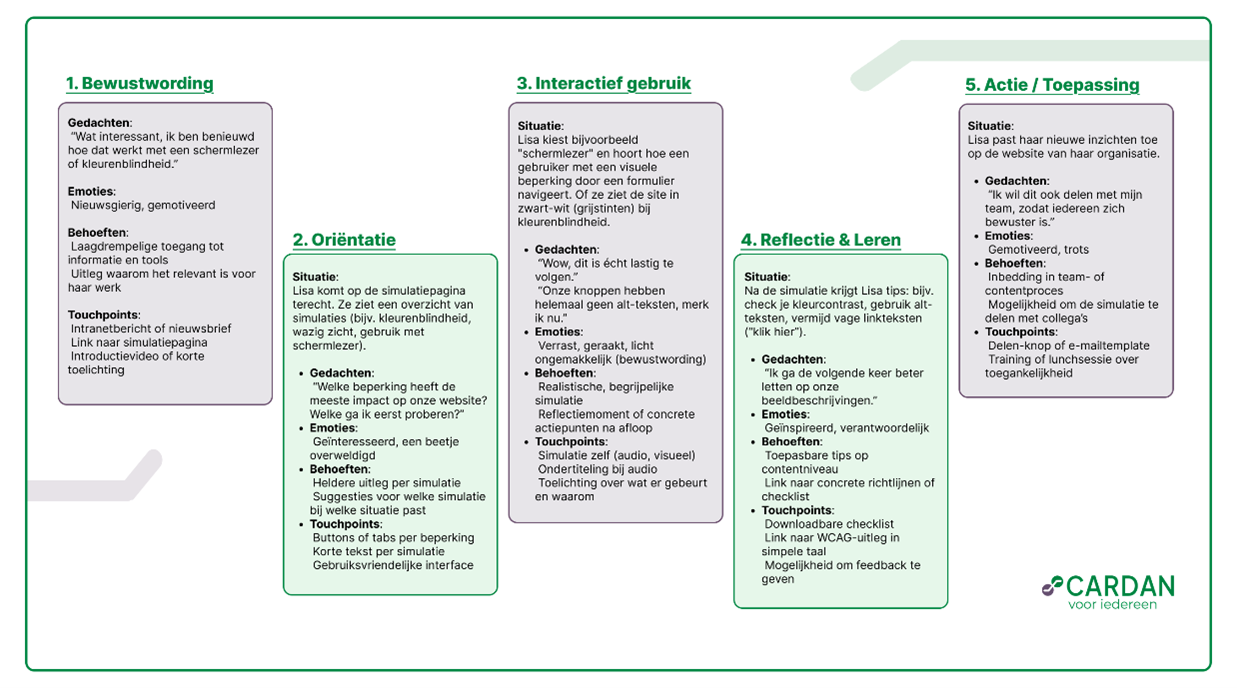 1. Bewustwording
Gedachten:
"Wat interessant, ik ben benieuwd
hoe dat werkt met een schermlezer
of kleurenblindheid."
Emoties:
Nieuwsgierig, gemotiveerd
Behoeften:
Laagdrempelige toegang tot
informatie en tools
Uitleg waarom het relevant is voor
haar werk
Touchpoints:
Intranetbericht of nieuwsbrief
Link naar simulatiepagina
Introductievideo of korte
toelichting
2. Oriëntatie
Situatie:
Lisa komt op de simulatiepagina
terecht. Ze ziet een overzicht van
simulaties (bijv. kleurenblindheid,
wazig zicht, gebruik met
schermlezer).
• Gedachten:
"Welke beperking heeft de
meeste impact op onze website?
Welke ga ik eerst proberen?"
• Emoties:
Geïnteresseerd, een beetje
overweldigd
• Behoeften:
Heldere uitleg per simulatie
Suggesties voor welke simulatie
bij welke situatie past
• Touchpoints:
Buttons of tabs per beperking
Korte tekst per simulatie
Gebruiksvriendelijke interface
3. Interactief gebruik
Situatie:
Lisa kiest bijvoorbeeld
"schermlezer" en hoort hoe een
gebruiker met een visuele
beperking door een formulier
navigeert. Of ze ziet de site in
zwart-wit (grijstinten) bij
kleurenblindheid.
• Gedachten:
"Wow, dit is écht lastig te
volgen."
"Onze knoppen hebben
helemaal geen alt-teksten, merk
ik nu."
• Emoties:
Verrast, geraakt, licht
ongemakkelijk (bewustwording)
• Behoeften:
Realistische, begrijpelijke
simulatie
Reflectiemoment of concrete
actiepunten na afloop
• Touchpoints:
Simulatie zelf (audio, visueel)
Ondertiteling bij audio
Toelichting over wat er gebeurt
en waarom
4. Reflectie & Leren
Situatie:
Na de simulatie krijgt Lisa tips: bijv.
check je kleurcontrast, gebruik alt-
teksten, vermijd vage linkteksten
("klik hier").
• Gedachten:
"Ik ga de volgende keer beter
letten op onze
beeldbeschrijvingen."
• Emoties:
Geïnspireerd, verantwoordelijk
• Behoeften:
Toepasbare tips op
contentniveau
Link naar concrete richtlijnen of
checklist
• Touchpoints:
Downloadbare checklist
Link naar WCAG-uitleg in
simpele taal
Mogelijkheid om feedback te
geven
5. Actie / Toepassing
Situatie:
Lisa past haar nieuwe inzichten toe
op de website van haar organisatie.
• Gedachten:
"Ik wil dit ook delen met mijn
team, zodat iedereen zich
bewuster is."
• Emoties:
Gemotiveerd, trots
• Behoeften:
Inbedding in team- of
contentproces
Mogelijkheid om de simulatie te
delen met collega's
• Touchpoints:
Delen-knop of e-mailtemplate
Training of lunchsessie over
toegankelijkheid
CARDAN
voor iedereen